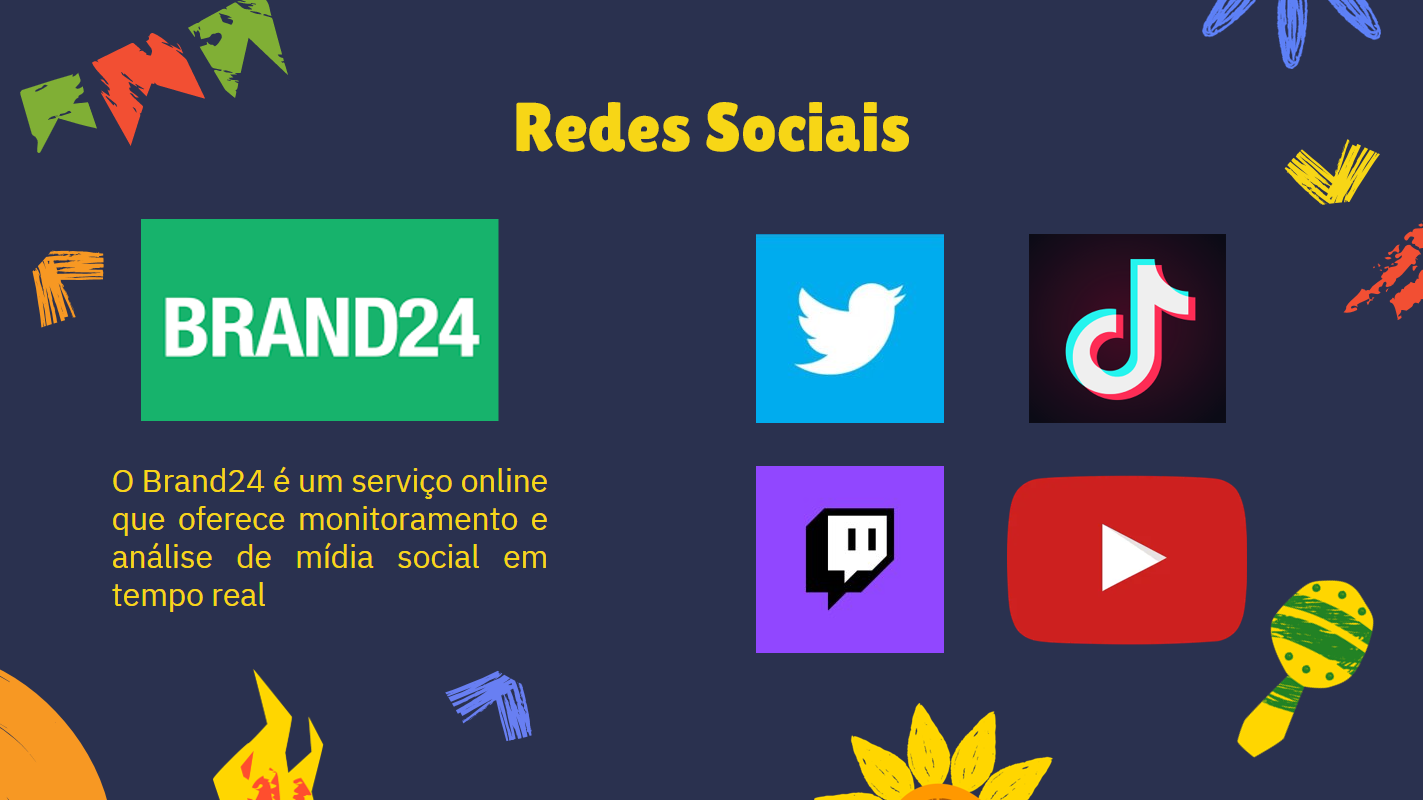 Redes Sociais
BRAND24
O Brand24 é um serviço online
que oferece monitoramento e
análise de mídia social em
tempo real